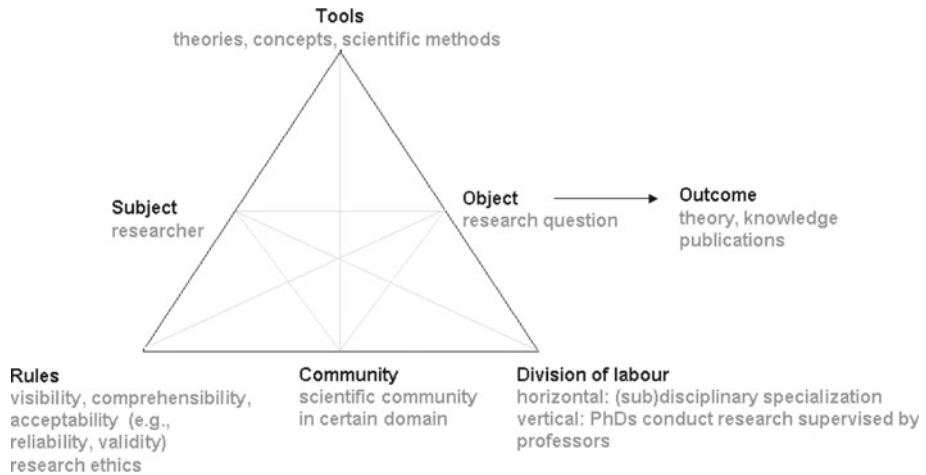 Tools
theories, concepts, scientific methods
Subject
researcher
Object
research question
Outcome
theory, knowledge
publications
Rules
visibility, comprehensibility,
acceptability (e.g.,
reliability, validity)
research ethics
Community
scientific community
in certain domain
Division of labour
horizontal: (sub)disciplinary specialization
vertical: PhDs conduct research supervised by
professors